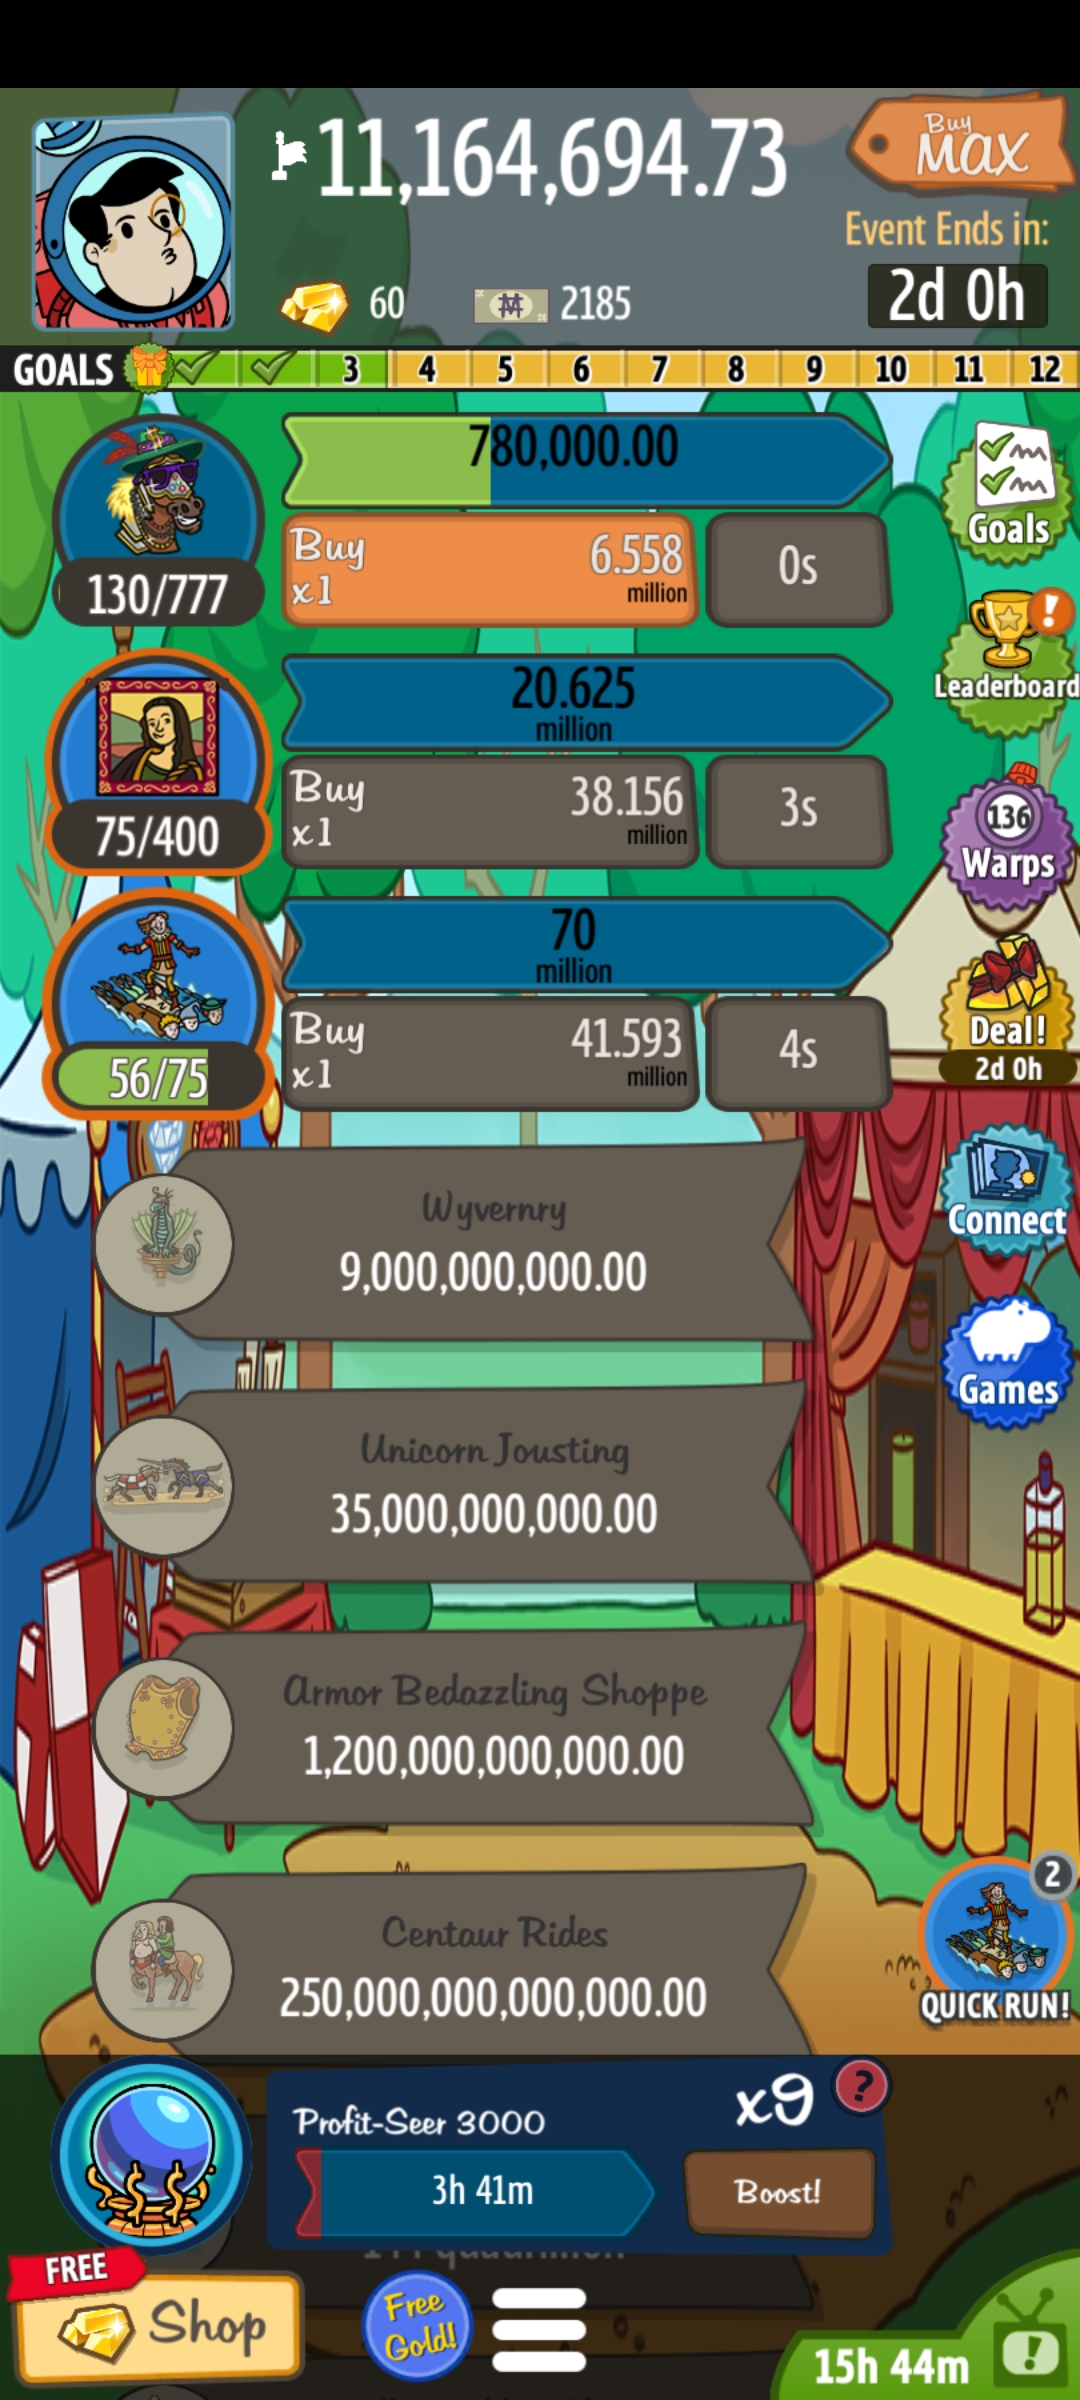 11,164,694.73
Buy
MAX
Event Ends in:
60
2185
2d 0h
GOALS 3 4 5 6 7 8 9 10 11 12
780,000.00
Buy
x1
6.558
million
0s
130/777
Goals
20.625
million
!
Leaderboard
Buy
x1
38.156
million
3s
75/400
136
Warps
70
million
Buy
x1
41.593
million
4s
56/75
Deal!
2d 0h
Wyvernry
9,000,000,000.00
Connect
Unicorn Jousting
35,000,000,000.00
Games
Armor Bedazzling Shoppe
1,200,000,000,000.00
Centaur Rides
250,000,000,000,000.00
2
QUICK RUN!
Profit-Seer 3000
x9
?
3h 41m
Boost!
FREE
Shop
Free
Gold!
15h 44m
!